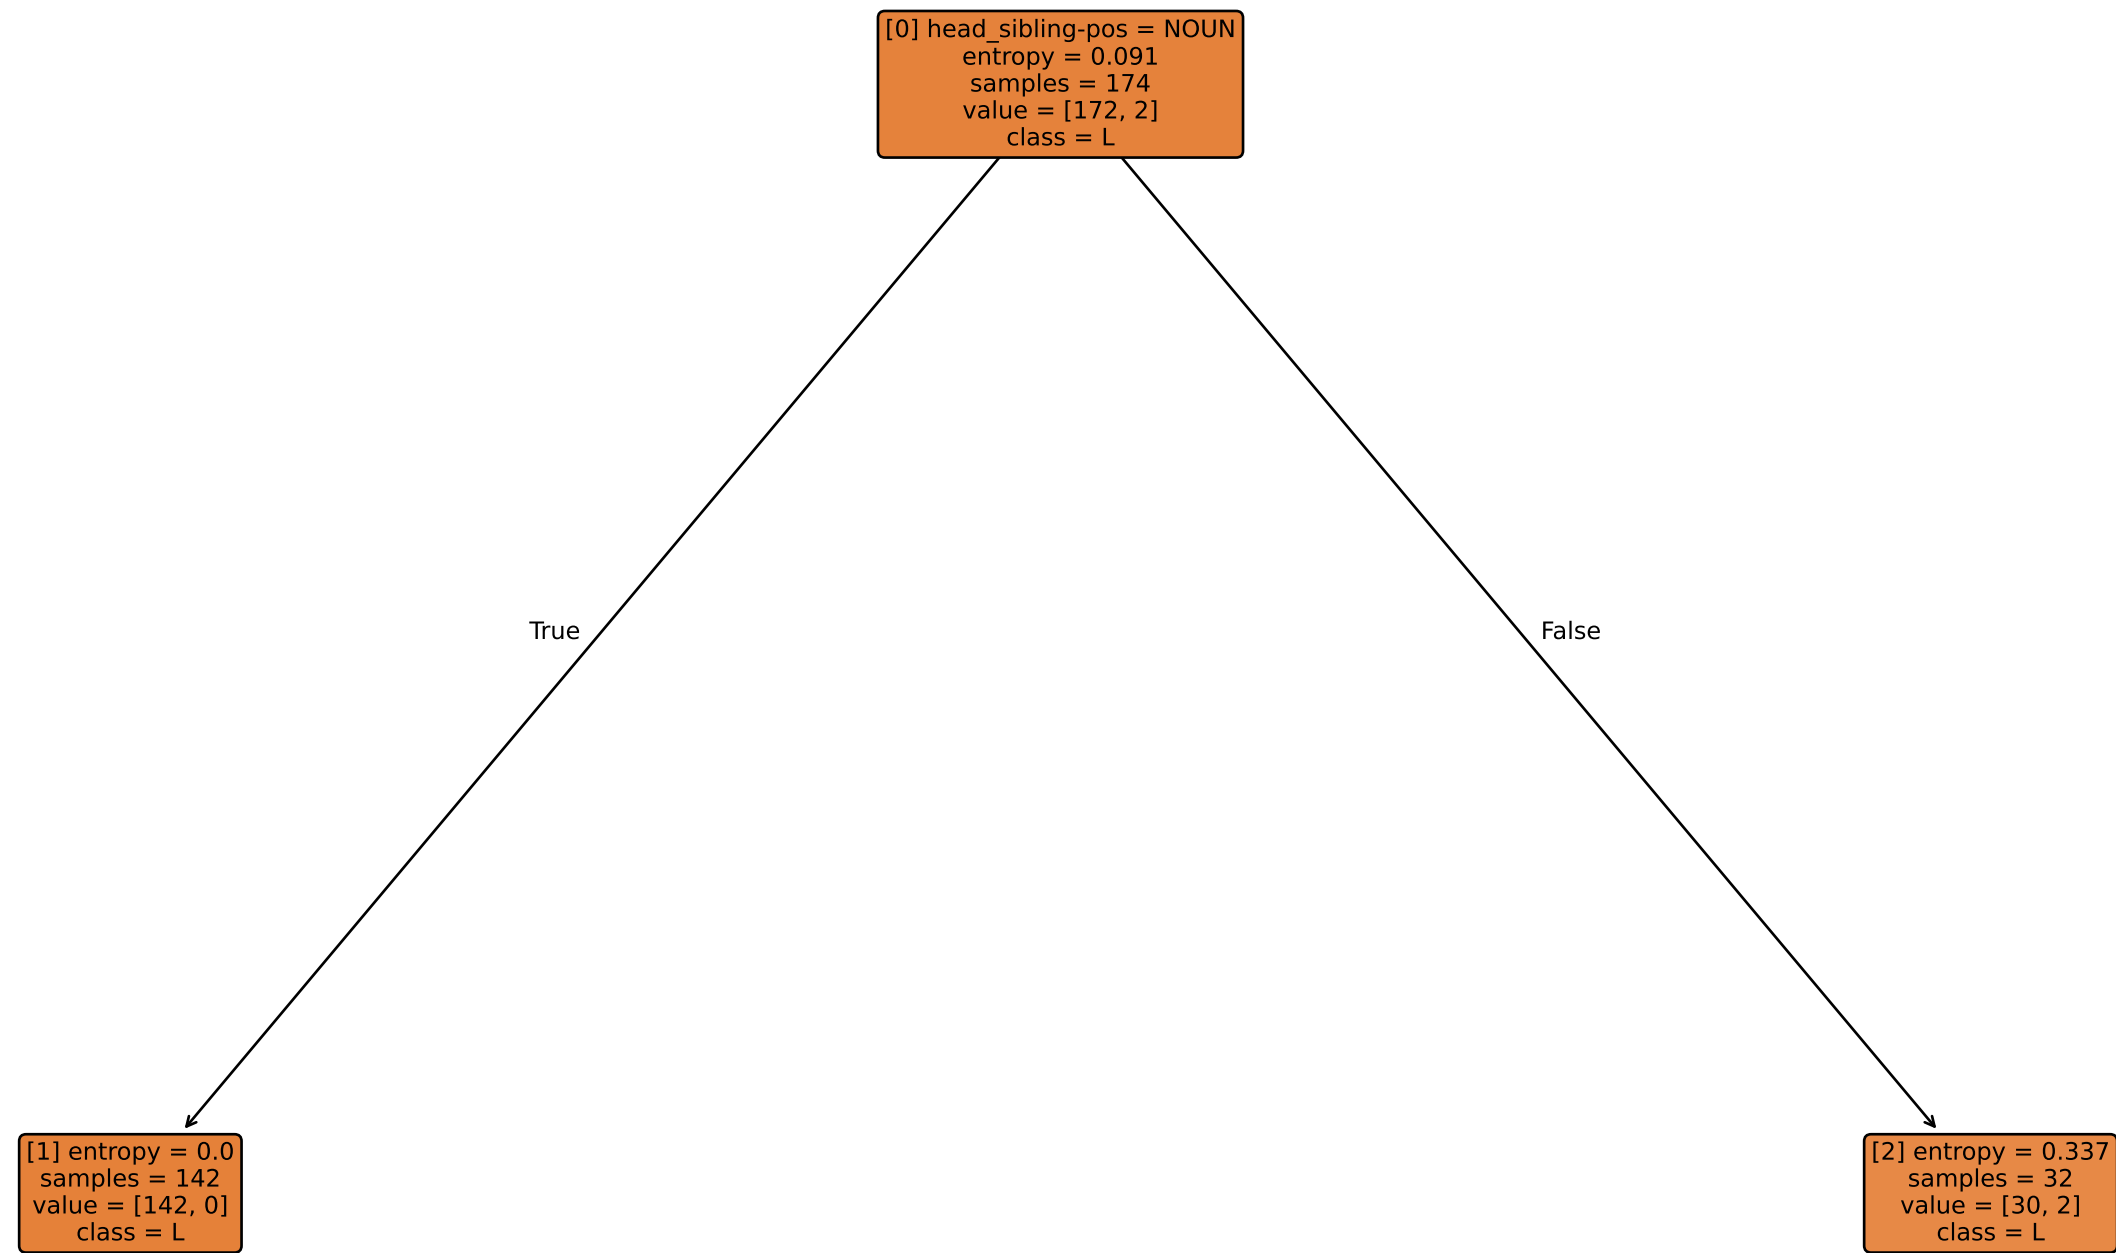 [0] head_sibling-pos = NOUN
entropy = 0.091
samples = 174
value = [172, 2]
class = L
True
False
[1] entropy = 0.0
samples = 142
value = [142, 0]
class = L
[2] entropy = 0.337
samples = 32
value = [30, 2]
class = L